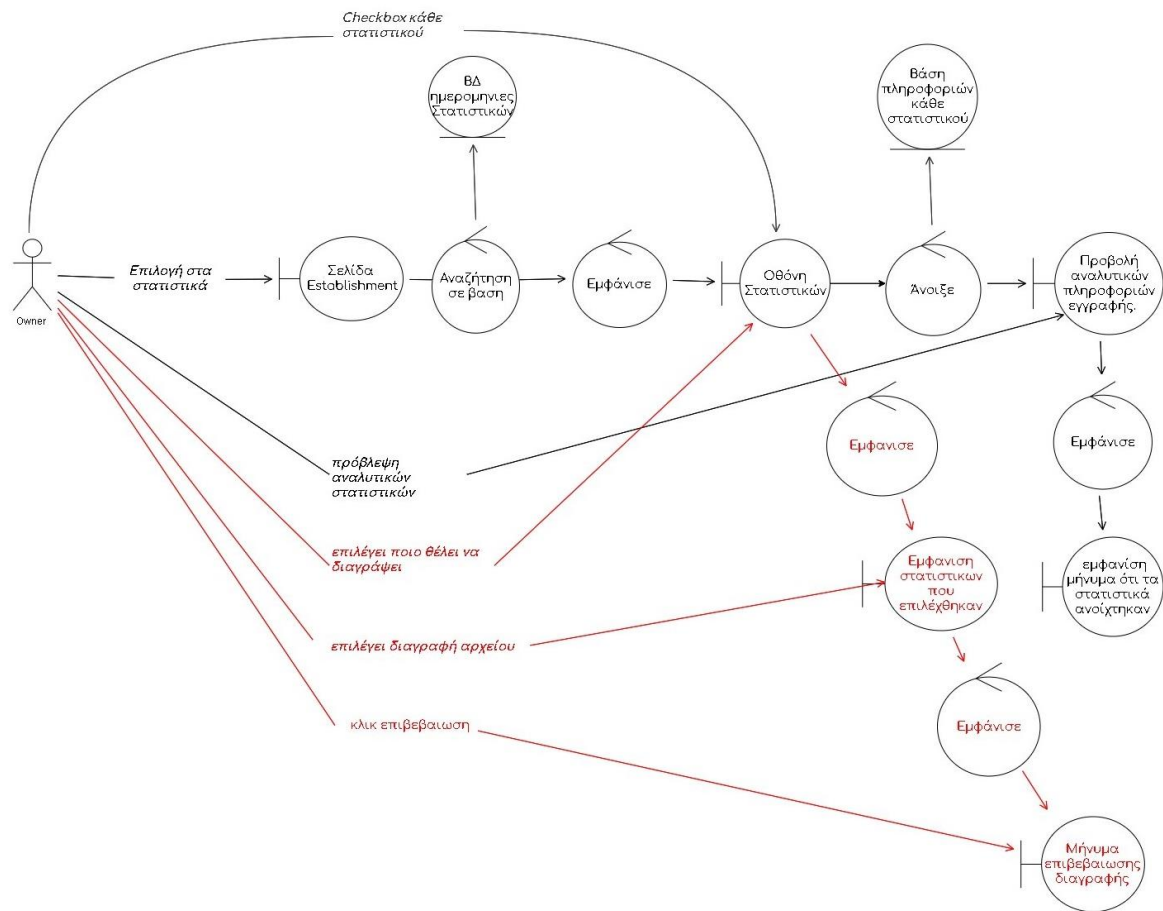 Checkbox κάθε
στατιστικού
ΒΔ
ημερομηνιες
Στατιστικών
Βάση
πληροφοριών
κάθε
στατιστικού
Owner
Επιλογή στα
στατιστικά
Σελίδα
Establishment
Αναζήτηση
σε βαση
Εμφάνισε
Οθόνη
Στατιστικών
Άνοιξε
Προβολή
αναλυτικών
πληροφοριών
εγγραφής.
Εμφανισε
Εμφάνισε
πρόβλεψη
αναλυτικών
στατιστικών
επιλέγει ποιο θέλει να
διαγράψει
Εμφανιση
στατιστικων
που
επιλέχθηκαν
εμφανίση
μήνυμα ότι τα
στατιστικά
ανοίχτηκαν
επιλέγει διαγραφή αρχείου
κλικ επιβεβαιωση
Εμφάνισε
Μήνυμα
επιβεβαιωσης
διαγραφής